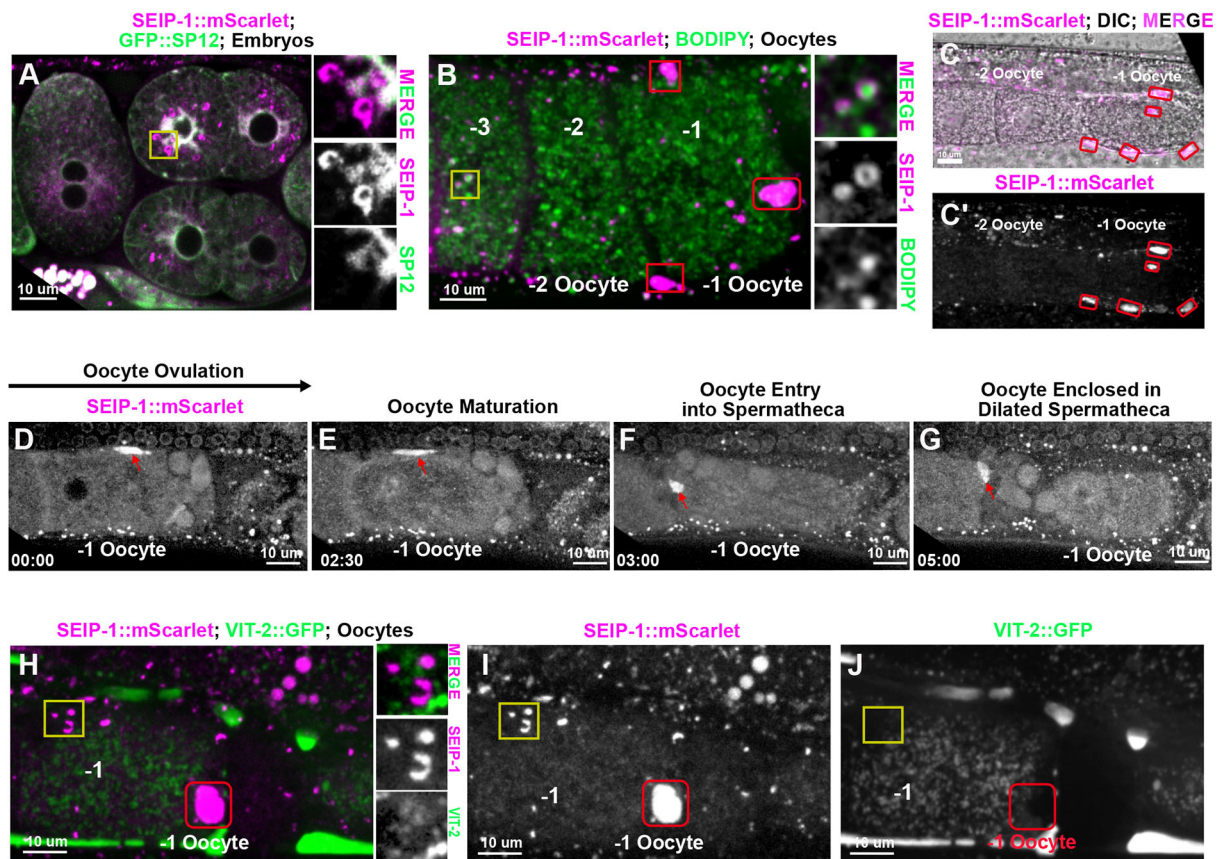 SEIP-1::mScarlet;
GFP::SP12; Embryos
A
10 um
MERGE
SEIP-1
SP12
SEIP-1::mScarlet; BODIPY; Oocytes
B
-3
-2
-1
-2 Oocyte
-1 Oocyte
10 um
MERGE
SEIP-1
BODIPY
SEIP-1::mScarlet; DIC; MERGE
C
-2 Oocyte
-1 Oocyte
10 um
SEIP-1::mScarlet
C'
-2 Oocyte
-1 Oocyte
10 um
Oocyte Ovulation
SEIP-1::mScarlet
D
-1 Oocyte
00:00
10 um
Oocyte Maturation
E
-1 Oocyte
02:30
10 um
Oocyte Entry
into Spermatheca
F
-1 Oocyte
03:00
10 um
Oocyte Enclosed in
Dilated Spermatheca
G
-1 Oocyte
05:00
10 um
SEIP-1::mScarlet; VIT-2::GFP; Oocytes
H
-1
-1 Oocyte
10 um
MERGE
SEIP-1
VIT-2
SEIP-1::mScarlet
I
-1
-1 Oocyte
10 um
VIT-2::GFP
J
-1
-1 Oocyte
10 um